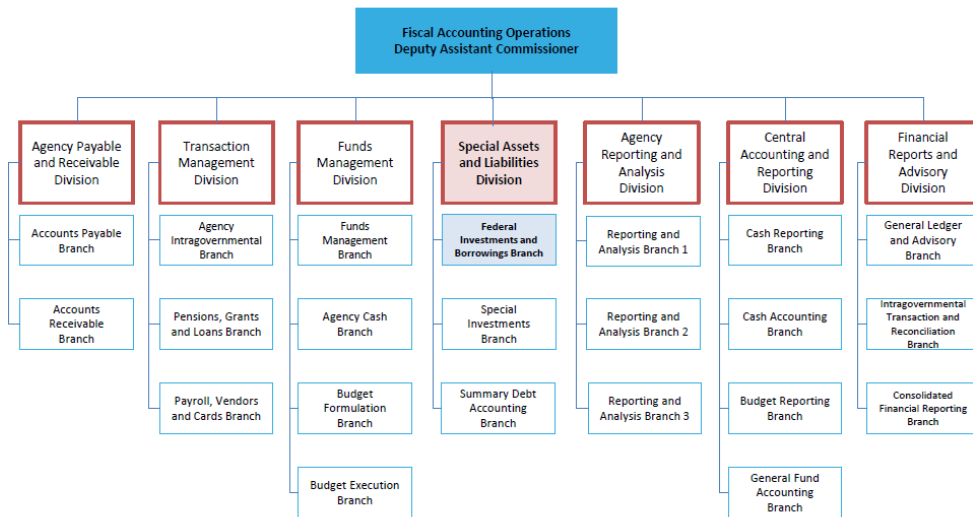 Fiscal Accounting Operations
Deputy Assistant Commissioner
Agency Payable
and Receivable
Division
Transaction
Management
Division
Funds
Management
Division
Special Assets
and Liabilities
Division
Agency
Reporting and
Analysis
Division
Central
Accounting and
Reporting
Division
Financial
Reports and
Advisory
Division
Accounts Payable
Branch
Agency
Intragovernmental
Branch
Funds
Management
Branch
Federal
Investments and
Borrowings Branch
Reporting and
Analysis Branch 1
Cash Reporting
Branch
General Ledger
and Advisory
Branch
Accounts
Receivable
Branch
Pensions, Grants
and Loans Branch
Agency Cash
Branch
Special
Investments
Branch
Reporting and
Analysis Branch 2
Cash Accounting
Branch
Intragovernmental
Transaction and
Reconciliation
Branch
Payroll, Vendors
and Cards Branch
Budget
Formulation
Branch
Summary Debt
Accounting
Branch
Reporting and
Analysis Branch 3
Budget Reporting
Branch
Consolidated
Financial Reporting
Branch
Budget Execution
Branch
General Fund
Accounting
Branch